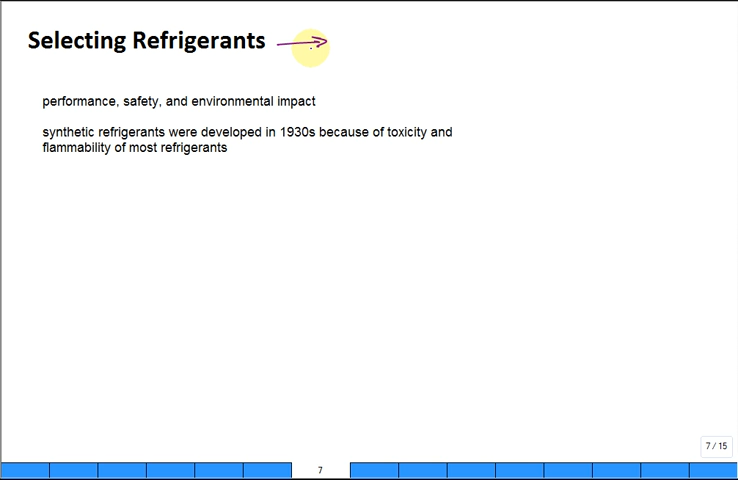 Selecting Refrigerants
performance, safety, and environmental impact
synthetic refrigerants were developed in 1930s because of toxicity and
flammability of most refrigerants
7 / 15
7